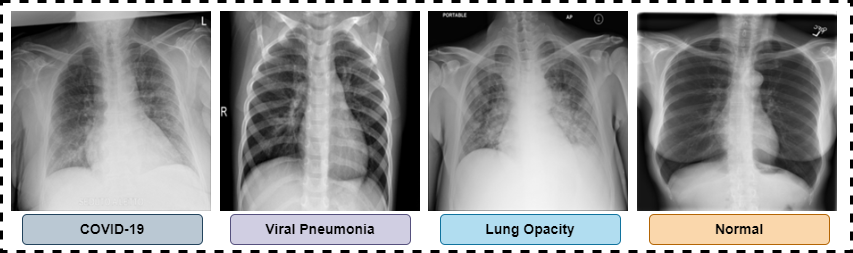 L
R
PORTABLE
AP
L
COVID-19
Viral Pneumonia
Lung Opacity
Normal